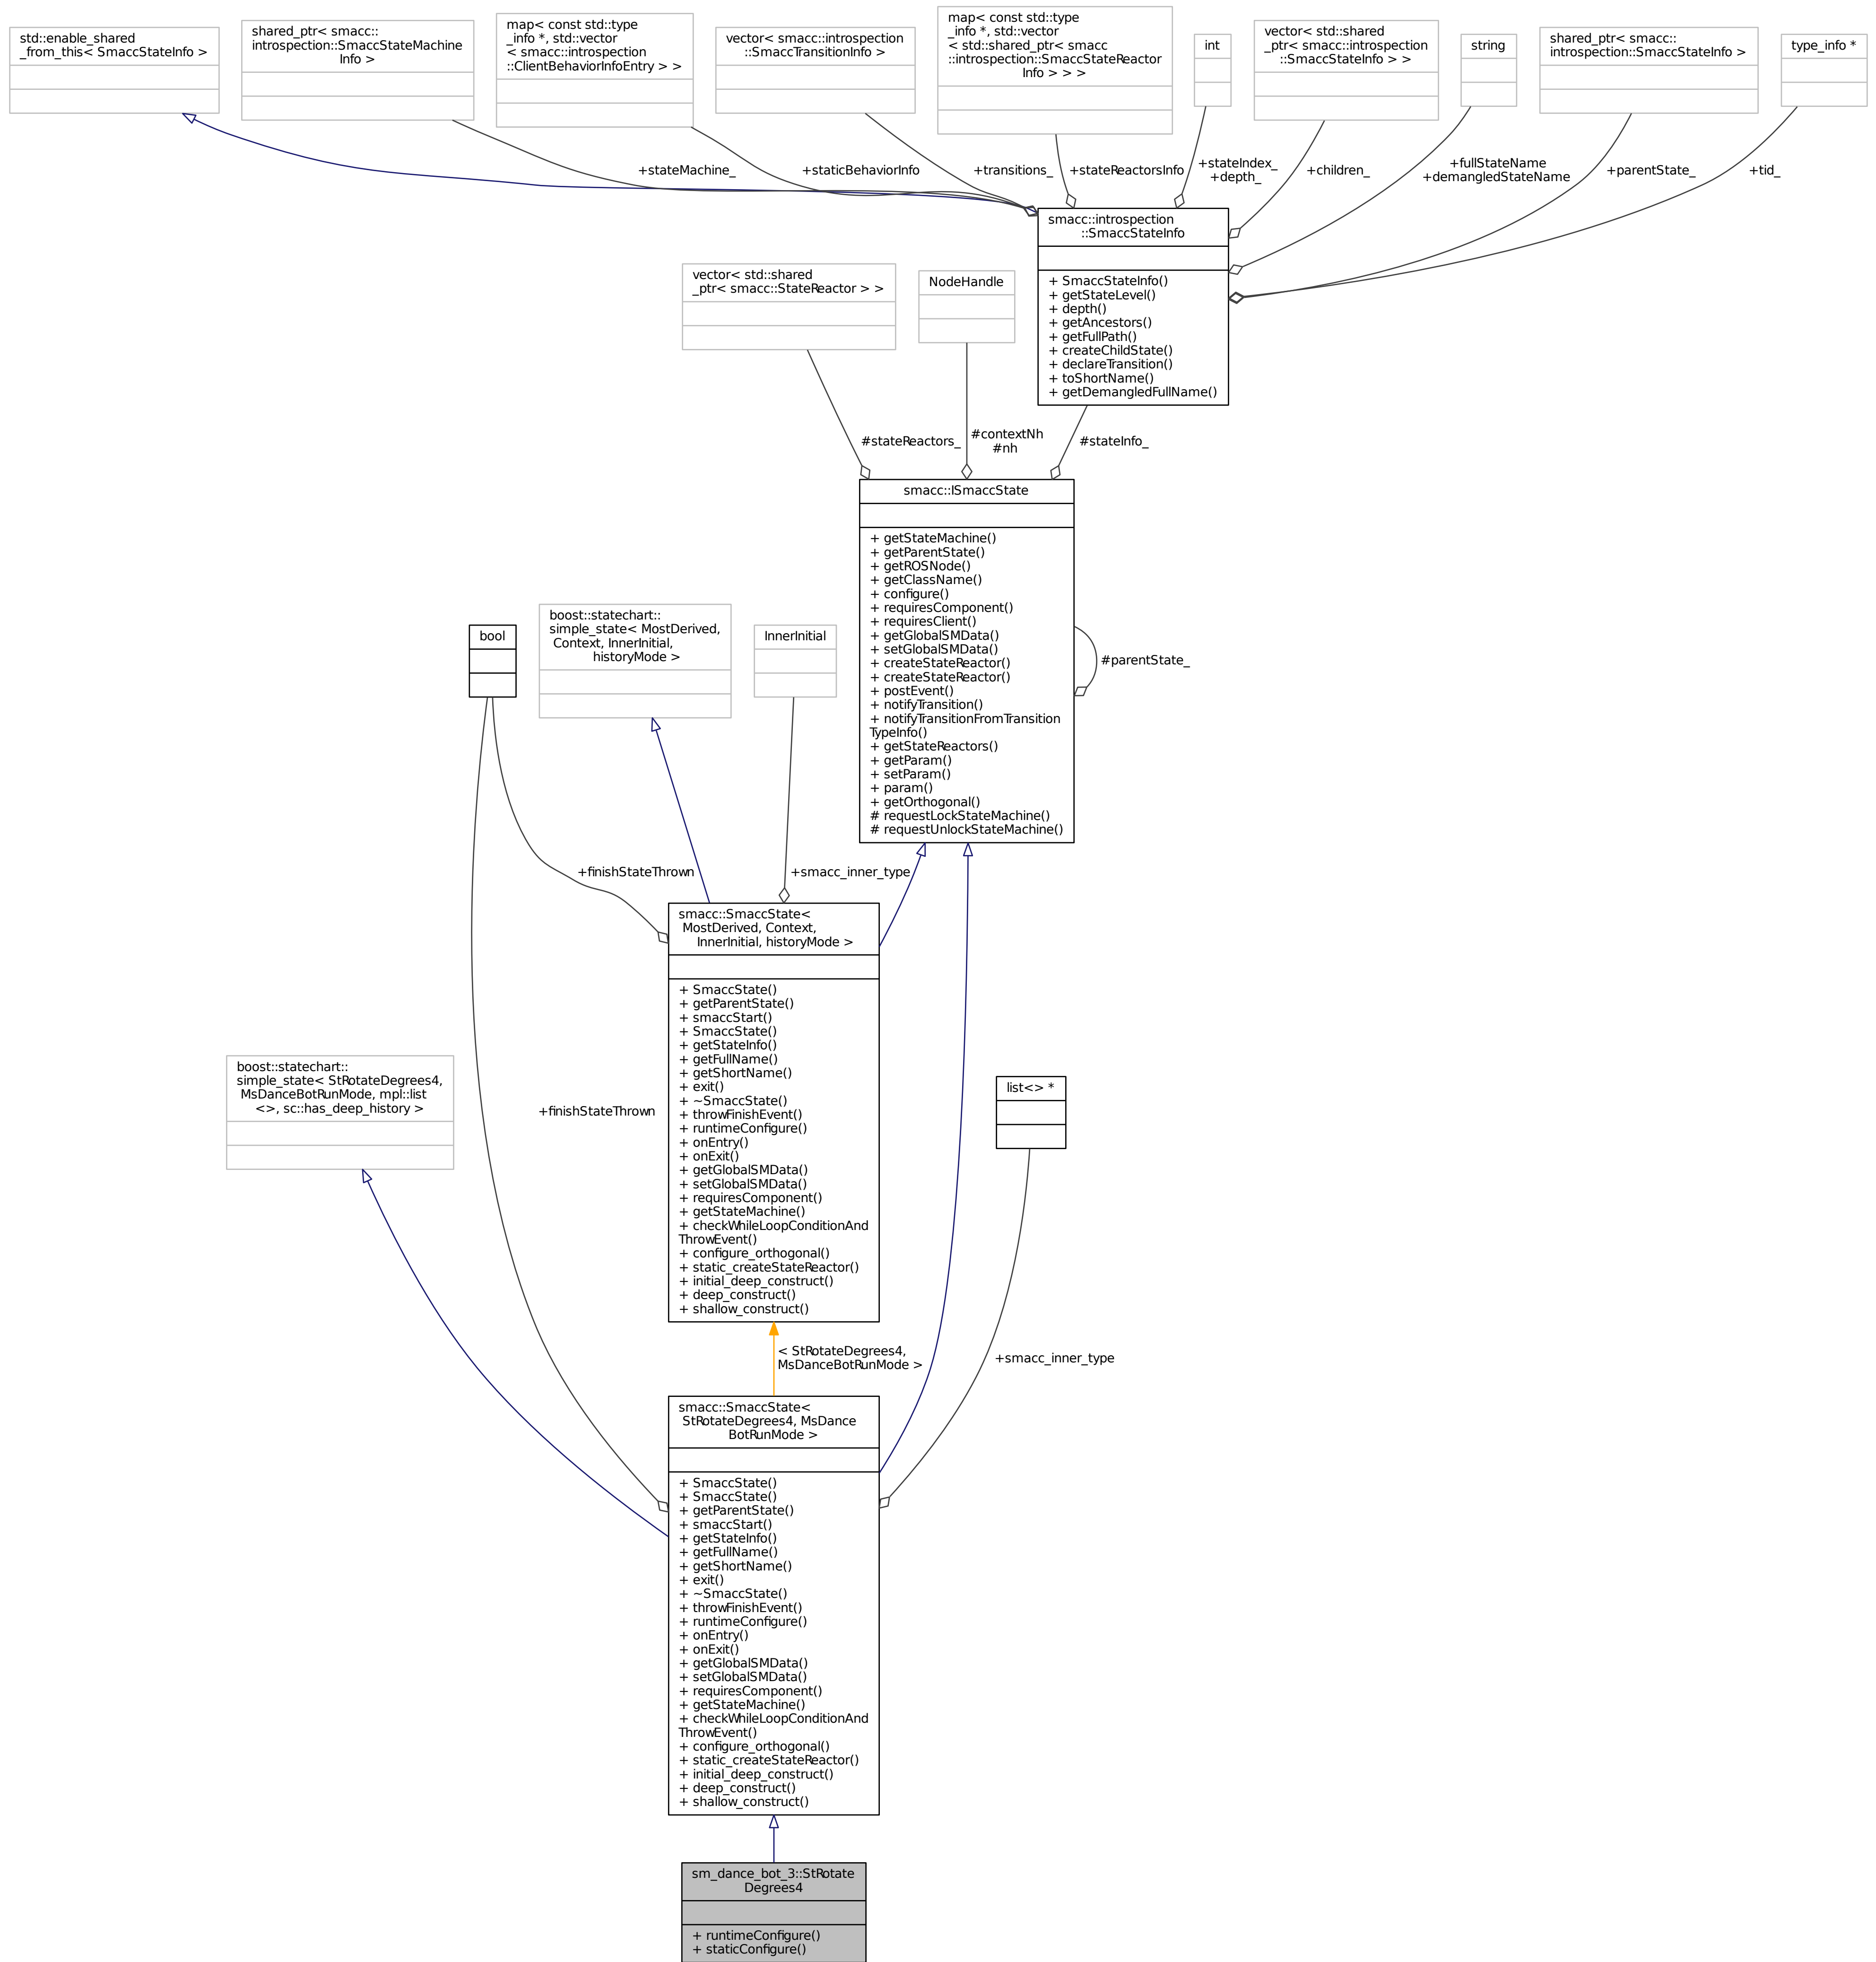 std::enable_shared
_from_this< SmaccStateInfo >
shared_ptr< smacc::
introspection::SmaccStateMachine
Info >
map< const std::type
_info *, std::vector
< smacc::introspection
::ClientBehaviorInfoEntry > >
vector< smacc::introspection
::SmaccTransitionInfo >
map< const std::type
_info *, std::vector
< std::shared_ptr< smacc
::introspection::SmaccStateReactor
Info > > >
int
vector< std::shared
_ptr< smacc::introspection
::SmaccStateInfo > >
string
shared_ptr< smacc::
introspection::SmaccStateInfo >
type_info *
+stateMachine_
+staticBehaviorInfo
+transitions_
+stateReactorsInfo
+stateIndex_
+depth_
+children_
+fullStateName
+demangledStateName
+parentState_
+tid_
smacc::introspection
::SmaccStateInfo
+ SmaccStateInfo()
+ getStateLevel()
+ depth()
+ getAncestors()
+ getFullPath()
+ createChildState()
+ declareTransition()
+ toShortName()
+ getDemangledFullName()
vector< std::shared
_ptr< smacc::StateReactor > >
NodeHandle
#stateReactors_
#contextNh
#nh
#stateInfo_
smacc::ISmaccState
+ getStateMachine()
+ getParentState()
+ getROSNode()
+ getClassName()
+ configure()
+ requiresComponent()
+ requiresClient()
+ getGlobalSMData()
+ setGlobalSMData()
+ createStateReactor()
+ createStateReactor()
+ postEvent()
+ notifyTransition()
+ notifyTransitionFromTransition
TypeInfo()
+ getStateReactors()
+ getParam()
+ setParam()
+ param()
+ getOrthogonal()
# requestLockStateMachine()
# requestUnlockStateMachine()
#parentState_
bool
boost::statechart::
simple_state< MostDerived,
Context, InnerInitial,
historyMode >
InnerInitial
+finishStateThrown
+smacc_inner_type
smacc::SmaccState<
MostDerived, Context,
InnerInitial, historyMode >
+ SmaccState()
+ getParentState()
+ smaccStart()
+ SmaccState()
+ getStateInfo()
+ getFullName()
+ getShortName()
+ exit()
+ ~SmaccState()
+ throwFinishEvent()
+ runtimeConfigure()
+ onEntry()
+ onExit()
+ getGlobalSMData()
+ setGlobalSMData()
+ requiresComponent()
+ getStateMachine()
+ checkWhileLoopConditionAnd
ThrowEvent()
+ configure_orthogonal()
+ static_createStateReactor()
+ initial_deep_construct()
+ deep_construct()
+ shallow_construct()
boost::statechart::
simple_state< StRotateDegrees4,
MsDanceBotRunMode, mpl::list
<>, sc::has_deep_history >
+finishStateThrown
list<> *
< StRotateDegrees4,
MsDanceBotRunMode >
+smacc_inner_type
smacc::SmaccState<
StRotateDegrees4, MsDance
BotRunMode >
+ SmaccState()
+ SmaccState()
+ getParentState()
+ smaccStart()
+ getStateInfo()
+ getFullName()
+ getShortName()
+ exit()
+ ~SmaccState()
+ throwFinishEvent()
+ runtimeConfigure()
+ onEntry()
+ onExit()
+ getGlobalSMData()
+ setGlobalSMData()
+ requiresComponent()
+ getStateMachine()
+ checkWhileLoopConditionAnd
ThrowEvent()
+ configure_orthogonal()
+ static_createStateReactor()
+ initial_deep_construct()
+ deep_construct()
+ shallow_construct()
sm_dance_bot_3::StRotate
Degrees4
+ runtimeConfigure()
+ staticConfigure()